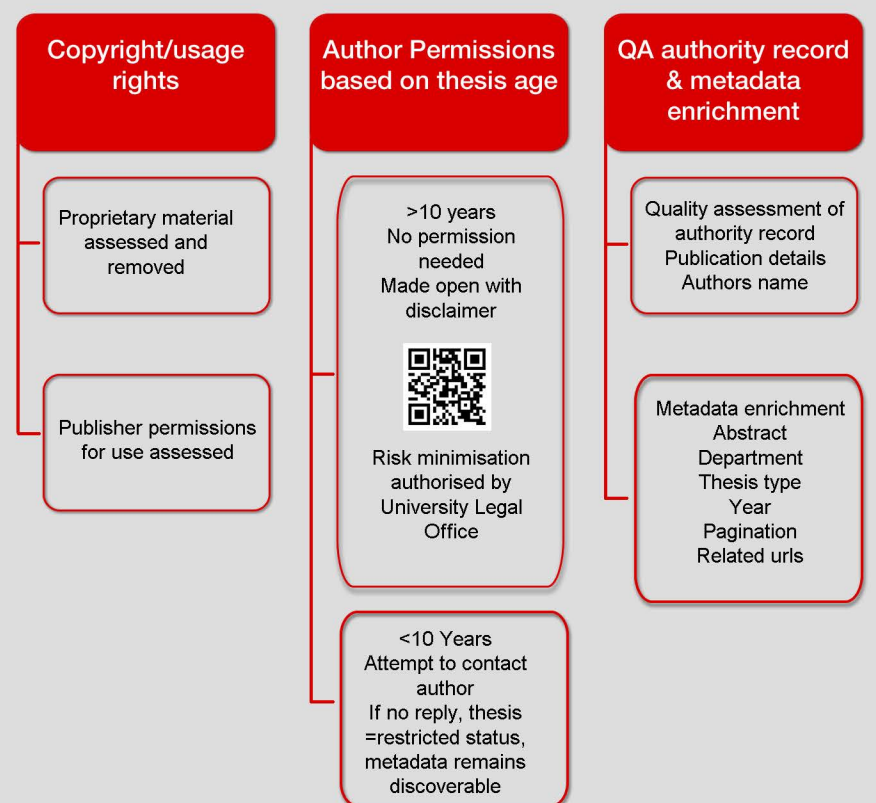 Copyright/usage
rights
Proprietary material
assessed and
removed
Publisher permissions
for use assessed
Author Permissions
based on thesis age
>10 years
No permission
needed
Made open with
disclaimer
Risk minimisation
authorised by
University Legal
Office
<10 Years
Attempt to contact
author
If no reply, thesis
=restricted status,
metadata remains
discoverable
QA authority record
& metadata
enrichment
Quality assessment of
authority record
Publication details
Authors name
Metadata enrichment
Abstract
Department
Thesis type
Year
Pagination
Related urls